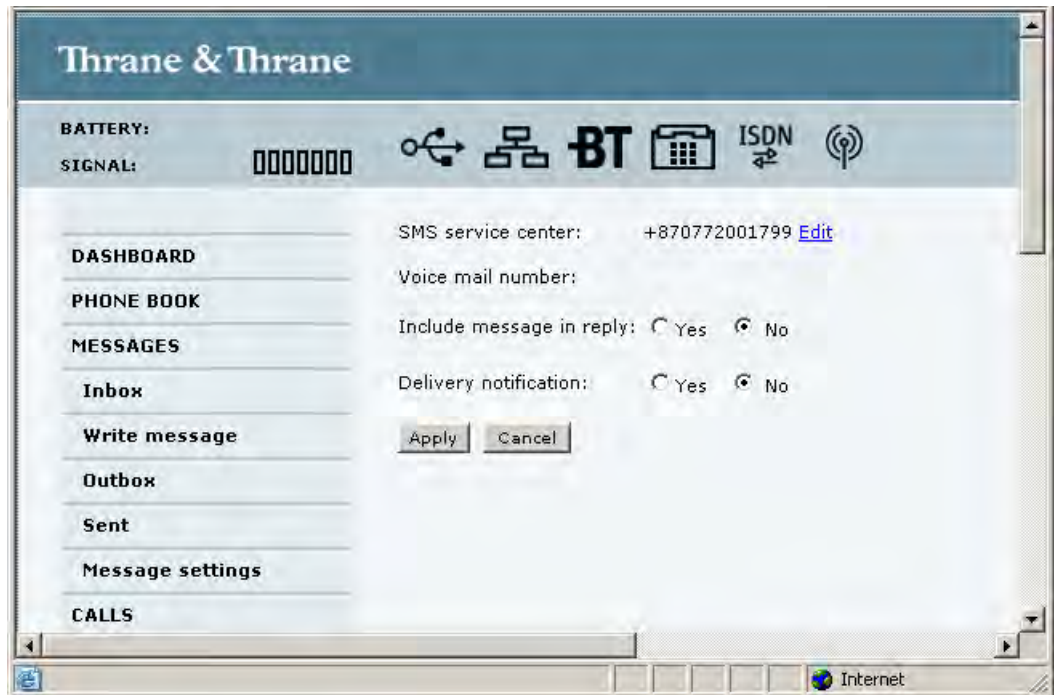 Thrane & Thrane
BATTERY:
SIGNAL:
BT
ISDN
DASHBOARD
PHONE BOOK
MESSAGES
Inbox
Write message
Outbox
Sent
Message settings
CALLS
SMS service center: +870772001799 Edit
Voice mail number:
Include message in reply: Yes No
Delivery notification: Yes No
Apply Cancel
Internet